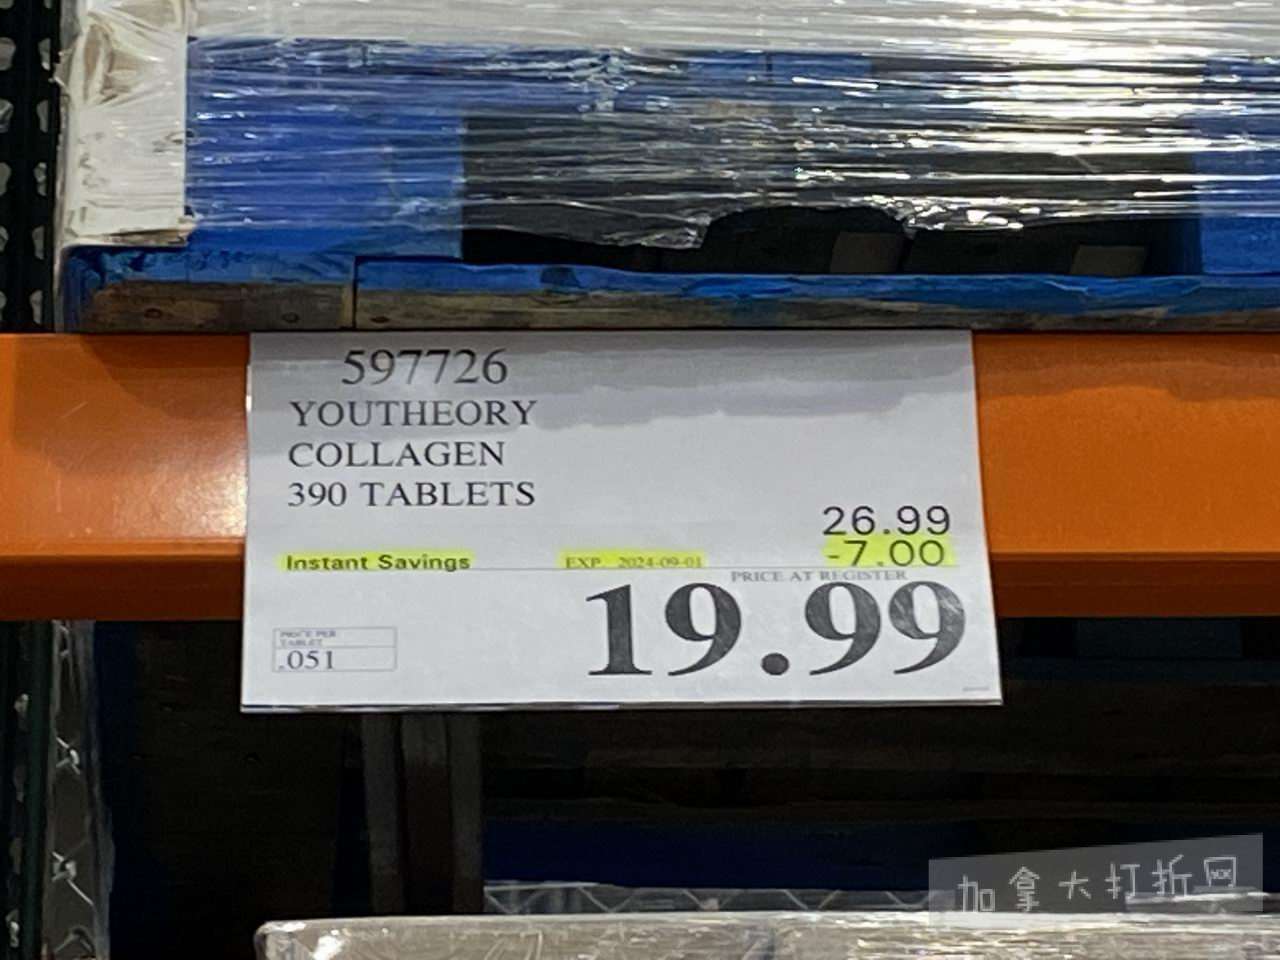 597726
YOUTHEORY
COLLAGEN
390 TABLETS
26.99
Instant Savings EXP. 2024-09-01 -7.00
PRICE AT REGISTER
19.99
PRICE PER
TABLET
.051
加拿大打折网